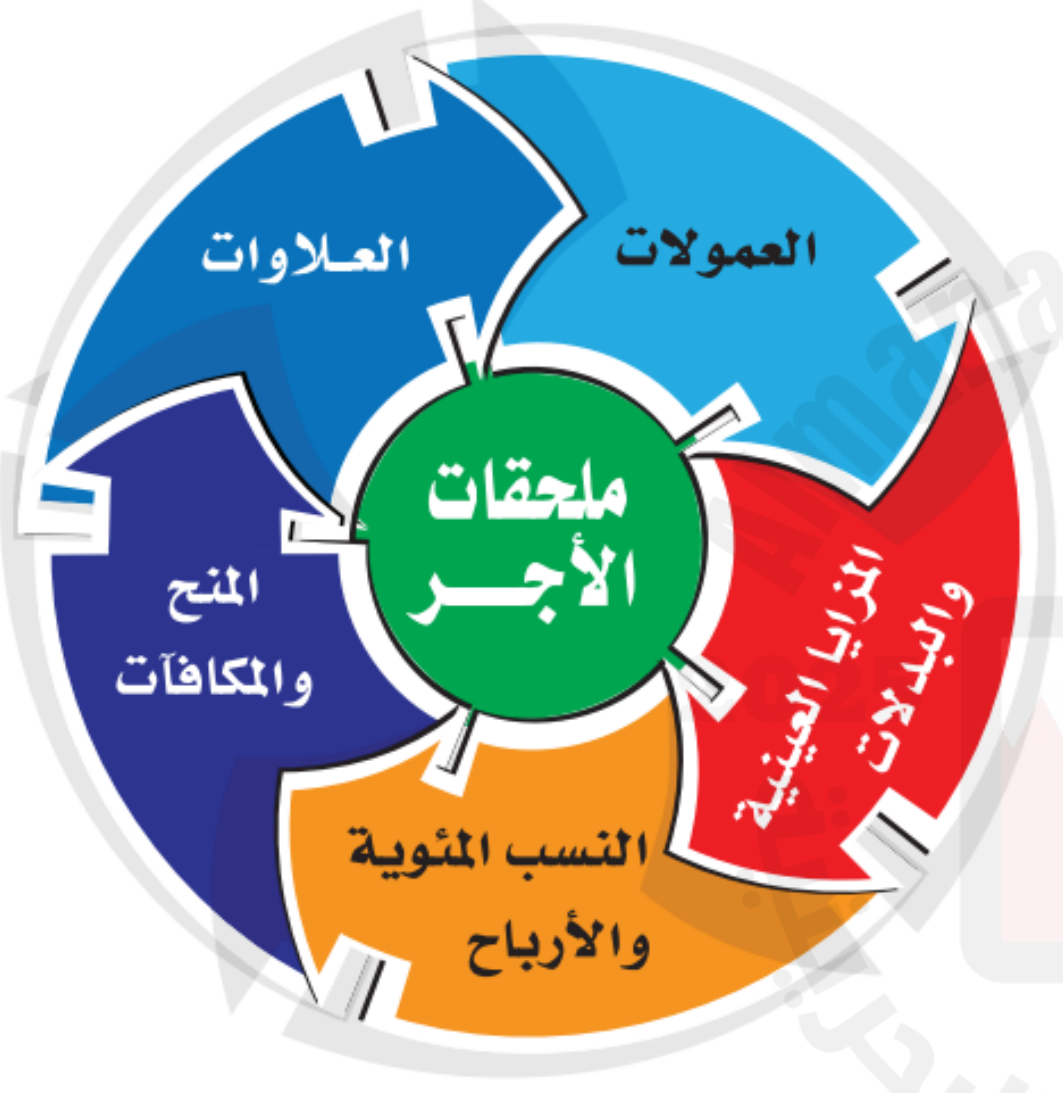 ملحقات
الأجـــر
العمولات
المزايا العينية
والبدلات
النسب المئوية
والأرباح
المنح
والمكافآت
العـلاوات